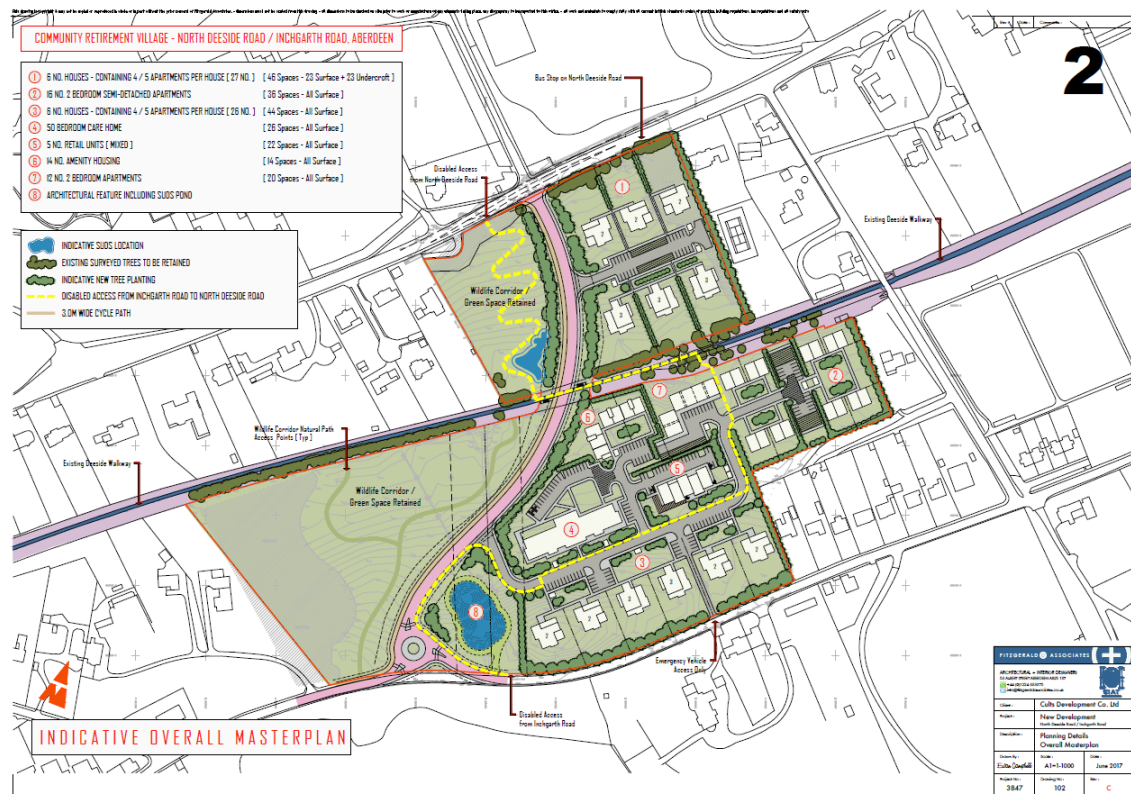 2
COMMUNITY RETIREMENT VILLAGE - NORTH DEESIDE ROAD / INCHGARTH ROAD, ABERDEEN
1 6 NO. HOUSES - CONTAINING 4 / 5 APARTMENTS PER HOUSE [ 27 NO. ] [ 46 Spaces - 23 Surface + 23 Undercroft ]
2 16 NO. 2 BEDROOM SEMI-DETACHED APARTMENTS [ 36 Spaces - All Surface ]
3 6 NO. HOUSES - CONTAINING 4 / 5 APARTMENTS PER HOUSE [ 26 NO. ] [ 44 Spaces - All Surface ]
4 50 BEDROOM CARE HOME [ 26 Spaces - All Surface ]
5 5 NO. RETAIL UNITS [ MIXED ] [ 22 Spaces - All Surface ]
6 14 NO. AMENITY HOUSING [ 14 Spaces - All Surface ]
7 12 NO. 2 BEDROOM APARTMENTS [ 20 Spaces - All Surface ]
8 ARCHITECTURAL FEATURE INCLUDING SUDS POND
INDICATIVE SUDS LOCATION
EXISTING SURVEYED TREES TO BE RETAINED
INDICATIVE NEW TREE PLANTING
DISABLED ACCESS FROM INCHGARTH ROAD TO NORTH DEESIDE ROAD
3.0M WIDE CYCLE PATH
Bus Stop on North Deeside Road
Disabled Access
from North Deeside Road
Existing Deeside Walkway
Wildlife Corridor /
Green Space Retained
Wildlife Corridor Natural Path
Access Points [ Typ ]
Existing Deeside Walkway
Wildlife Corridor /
Green Space Retained
1
2
3
4
5
6
7
8
Emergency Vehicle
Access Only
Disabled Access
from Inchgarth Road
INDICATIVE OVERALL MASTERPLAN
FITZGERALD ASSOCIATES
ARCHITECTURAL + INTERIOR DESIGNERS
Cults Development Co. Ltd
Project:
New Development
North Deeside Road / Inchgarth Road
Planning Details
Overall Masterplan
A1=1-1000
June 2017
3847
102
C